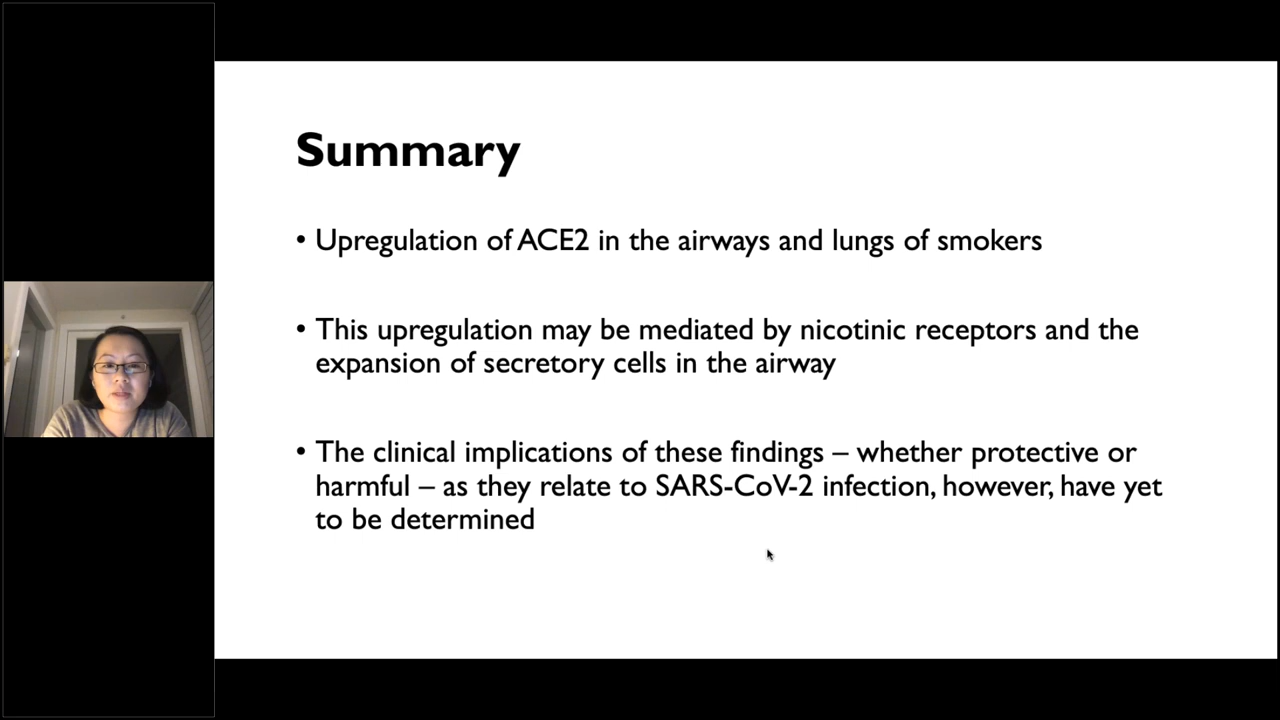 Summary
• Upregulation of ACE2 in the airways and lungs of smokers
• This upregulation may be mediated by nicotinic receptors and the
expansion of secretory cells in the airway
• The clinical implications of these findings – whether protective or
harmful – as they relate to SARS-CoV-2 infection, however, have yet
to be determined